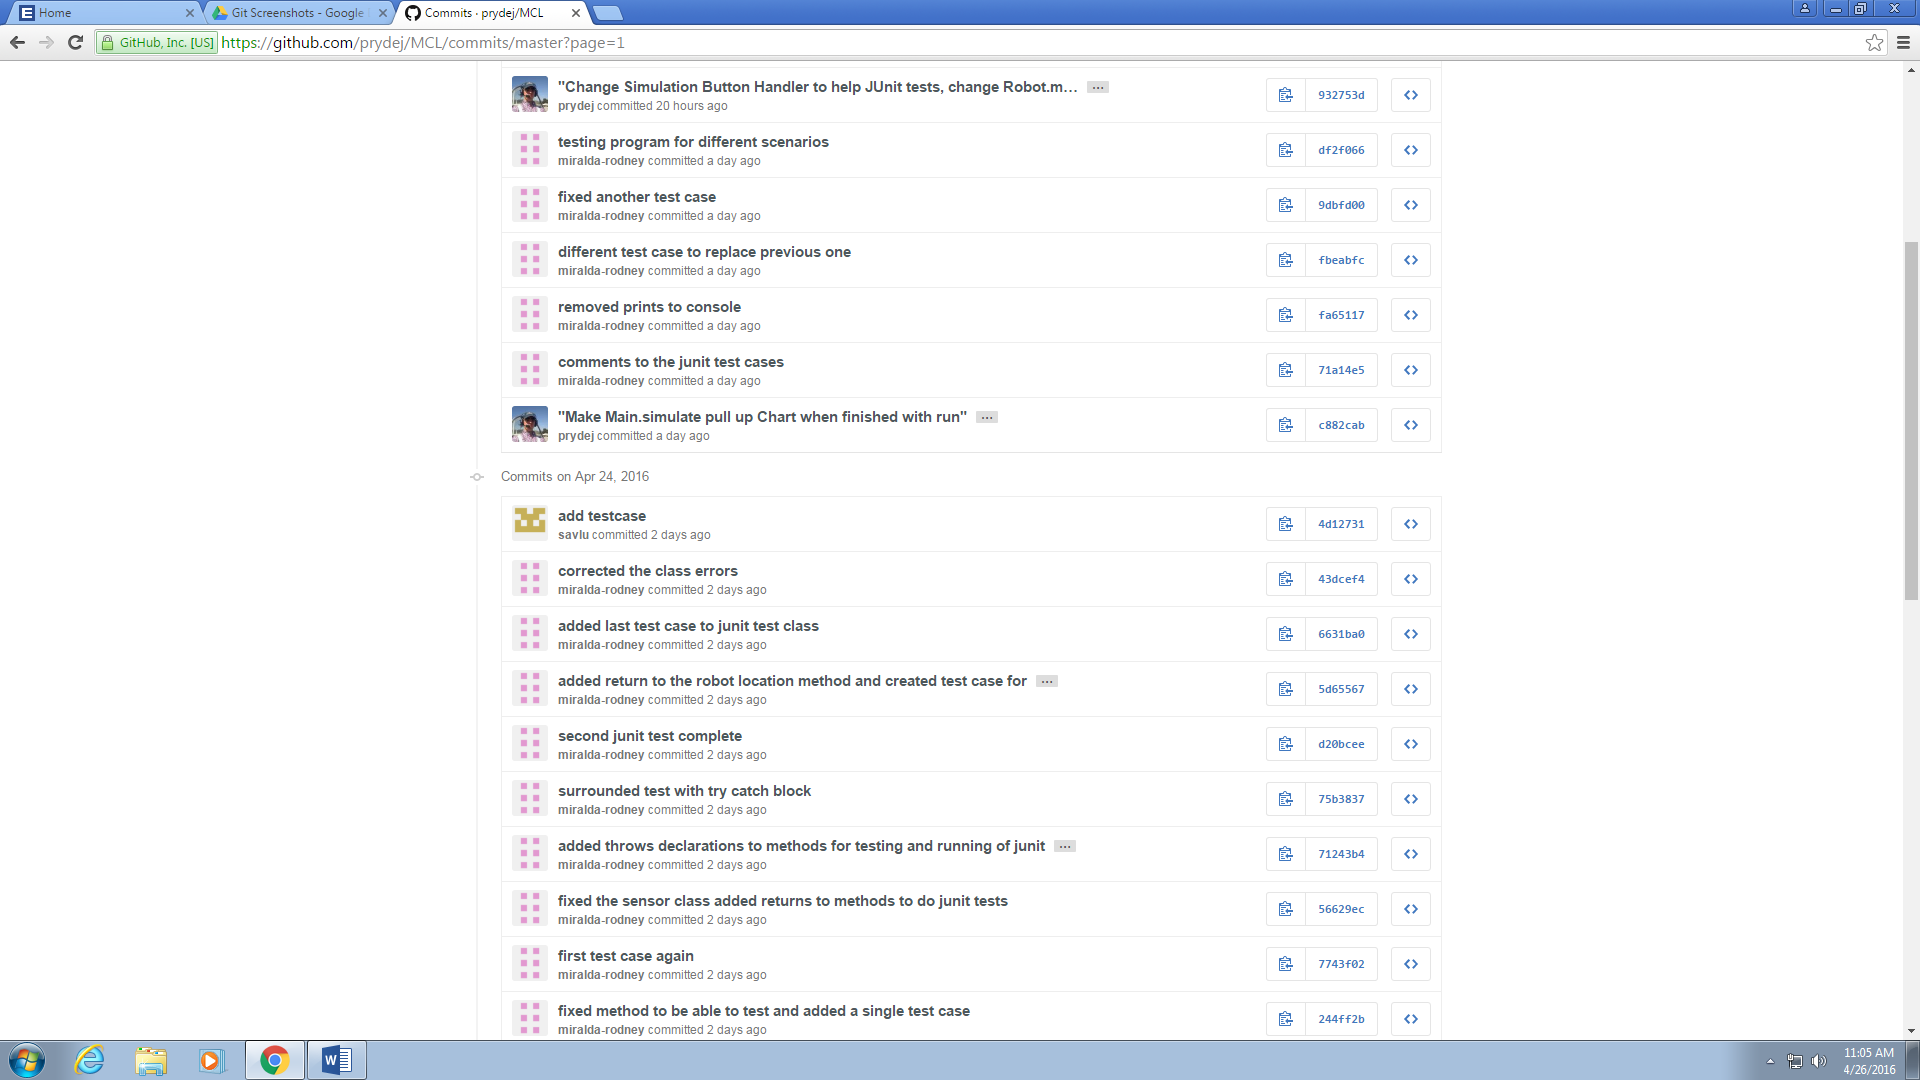 Home
Git Screenshots - Google
Commits · prydej/MCL
GitHub, Inc. [US] https://github.com/prydej/MCL/commits/master?page=1
"Change Simulation Button Handler to help JUnit tests, change Robot.m… …
prydej committed 20 hours ago
932753d
testing program for different scenarios
miralda-rodney committed a day ago
df2f066
fixed another test case
miralda-rodney committed a day ago
9dbfd00
different test case to replace previous one
miralda-rodney committed a day ago
fbeabfc
removed prints to console
miralda-rodney committed a day ago
fa65117
comments to the junit test cases
miralda-rodney committed a day ago
71a14e5
"Make Main.simulate pull up Chart when finished with run" …
prydej committed a day ago
c882cab
Commits on Apr 24, 2016
add testcase
savlu committed 2 days ago
4d12731
corrected the class errors
miralda-rodney committed 2 days ago
43dcef4
added last test case to junit test class
miralda-rodney committed 2 days ago
6631ba0
added return to the robot location method and created test case for …
miralda-rodney committed 2 days ago
5d65567
second junit test complete
miralda-rodney committed 2 days ago
d20bcee
surrounded test with try catch block
miralda-rodney committed 2 days ago
75b3837
added throws declarations to methods for testing and running of junit …
miralda-rodney committed 2 days ago
71243b4
fixed the sensor class added returns to methods to do junit tests
miralda-rodney committed 2 days ago
56629ec
first test case again
miralda-rodney committed 2 days ago
7743f02
fixed method to be able to test and added a single test case
miralda-rodney committed 2 days ago
244ff2b
11:05 AM
4/26/2016